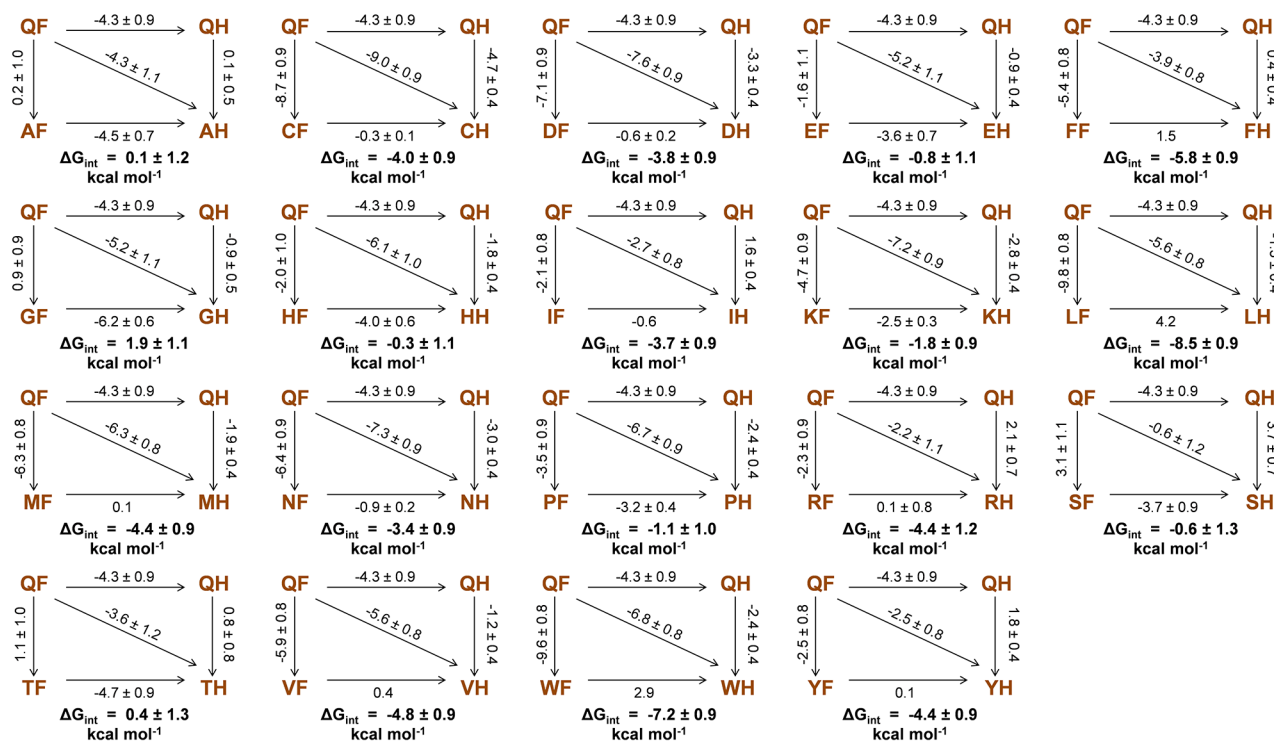 QF -4.3 ± 0.9 QH
0.2 ± 1.0
-4.3 ± 1.1
0.1 ± 0.5
AF -4.5 ± 0.7 AH
ΔGint = 0.1 ± 1.2
kcal mol-1
QF -4.3 ± 0.9 QH
-8.7 ± 0.9
-9.0 ± 0.9
-4.7 ± 0.4
CF -0.3 ± 0.1 CH
ΔGint = -4.0 ± 0.9
kcal mol-1
QF -4.3 ± 0.9 QH
-7.1 ± 0.9
-7.6 ± 0.9
-3.3 ± 0.4
DF -0.6 ± 0.2 DH
ΔGint = -3.8 ± 0.9
kcal mol-1
QF -4.3 ± 0.9 QH
-1.6 ± 1.1
-5.2 ± 1.1
-0.9 ± 0.4
EF -3.6 ± 0.7 EH
ΔGint = -0.8 ± 1.1
kcal mol-1
QF -4.3 ± 0.9 QH
-5.4 ± 0.8
-3.9 ± 0.8
0.4 ± 0.4
FF 1.5 FH
ΔGint = -5.8 ± 0.9
kcal mol-1
QF -4.3 ± 0.9 QH
0.9 ± 0.9
-5.2 ± 1.1
-0.9 ± 0.5
GF -6.2 ± 0.6 GH
ΔGint = 1.9 ± 1.1
kcal mol-1
QF -4.3 ± 0.9 QH
-2.0 ± 1.0
-6.1 ± 1.0
-1.8 ± 0.4
HF -4.0 ± 0.6 HH
ΔGint = -0.3 ± 1.1
kcal mol-1
QF -4.3 ± 0.9 QH
-2.1 ± 0.8
-2.7 ± 0.8
1.6 ± 0.4
IF -0.6 IH
ΔGint = -3.7 ± 0.9
kcal mol-1
QF -4.3 ± 0.9 QH
-4.7 ± 0.9
-7.2 ± 0.9
-2.8 ± 0.4
KF -2.5 ± 0.3 KH
ΔGint = -1.8 ± 0.9
kcal mol-1
QF -4.3 ± 0.9 QH
-9.8 ± 0.8
-5.6 ± 0.8
LF 4.2 LH
ΔGint = -8.5 ± 0.9
kcal mol-1
QF -4.3 ± 0.9 QH
-6.3 ± 0.8
-6.3 ± 0.8
-1.9 ± 0.4
MF 0.1 MH
ΔGint = -4.4 ± 0.9
kcal mol-1
QF -4.3 ± 0.9 QH
-6.4 ± 0.9
-7.3 ± 0.9
-3.0 ± 0.4
NF -0.9 ± 0.2 NH
ΔGint = -3.4 ± 0.9
kcal mol-1
QF -4.3 ± 0.9 QH
-3.5 ± 0.9
-6.7 ± 0.9
-2.4 ± 0.4
PF -3.2 ± 0.4 PH
ΔGint = -1.1 ± 1.0
kcal mol-1
QF -4.3 ± 0.9 QH
-2.3 ± 0.9
-2.2 ± 1.1
2.1 ± 0.7
RF 0.1 ± 0.8 RH
ΔGint = -4.4 ± 1.2
kcal mol-1
QF -4.3 ± 0.9 QH
3.1 ± 1.1
-0.6 ± 1.2
3.7 ± 0.7
SF -3.7 ± 0.9 SH
ΔGint = -0.6 ± 1.3
kcal mol-1
QF -4.3 ± 0.9 QH
1.1 ± 1.0
-3.6 ± 1.2
0.8 ± 0.8
TF -4.7 ± 0.9 TH
ΔGint = 0.4 ± 1.3
kcal mol-1
QF -4.3 ± 0.9 QH
-5.9 ± 0.8
-5.6 ± 0.8
-1.2 ± 0.4
VF 0.4 VH
ΔGint = -4.8 ± 0.9
kcal mol-1
QF -4.3 ± 0.9 QH
-9.6 ± 0.8
-6.8 ± 0.8
-2.4 ± 0.4
WF 2.9 WH
ΔGint = -7.2 ± 0.9
kcal mol-1
QF -4.3 ± 0.9 QH
-2.5 ± 0.8
-2.5 ± 0.8
1.8 ± 0.4
YF 0.1 YH
ΔGint = -4.4 ± 0.9
kcal mol-1